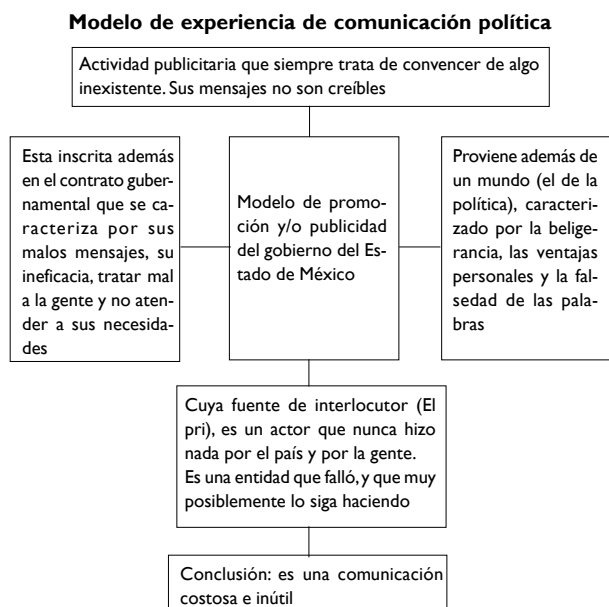 Modelo de experiencia de comunicación política
Actividad publicitaria que siempre trata de convencer de algo
inexistente. Sus mensajes no son creíbles
Esta inscrita además
en el contrato guber-
namental que se ca-
racteriza por sus
malos mensajes, su
ineficacia, tratar mal
a la gente y no aten-
der a sus necesida-
des
Modelo de promo-
ción y/o publicidad
del gobierno del Es-
tado de México
Proviene además de
un mundo (el de la
política), caracteri-
zado por la belige-
rancia, las ventajas
personales y la fal-
sedad de las pala-
bras
Cuya fuente de interlocutor (El
pri), es un actor que nunca hizo
nada por el país y por la gente.
Es una entidad que falló, y que muy
posiblemente lo siga haciendo
Conclusión: es una comunicación
costosa e inútil